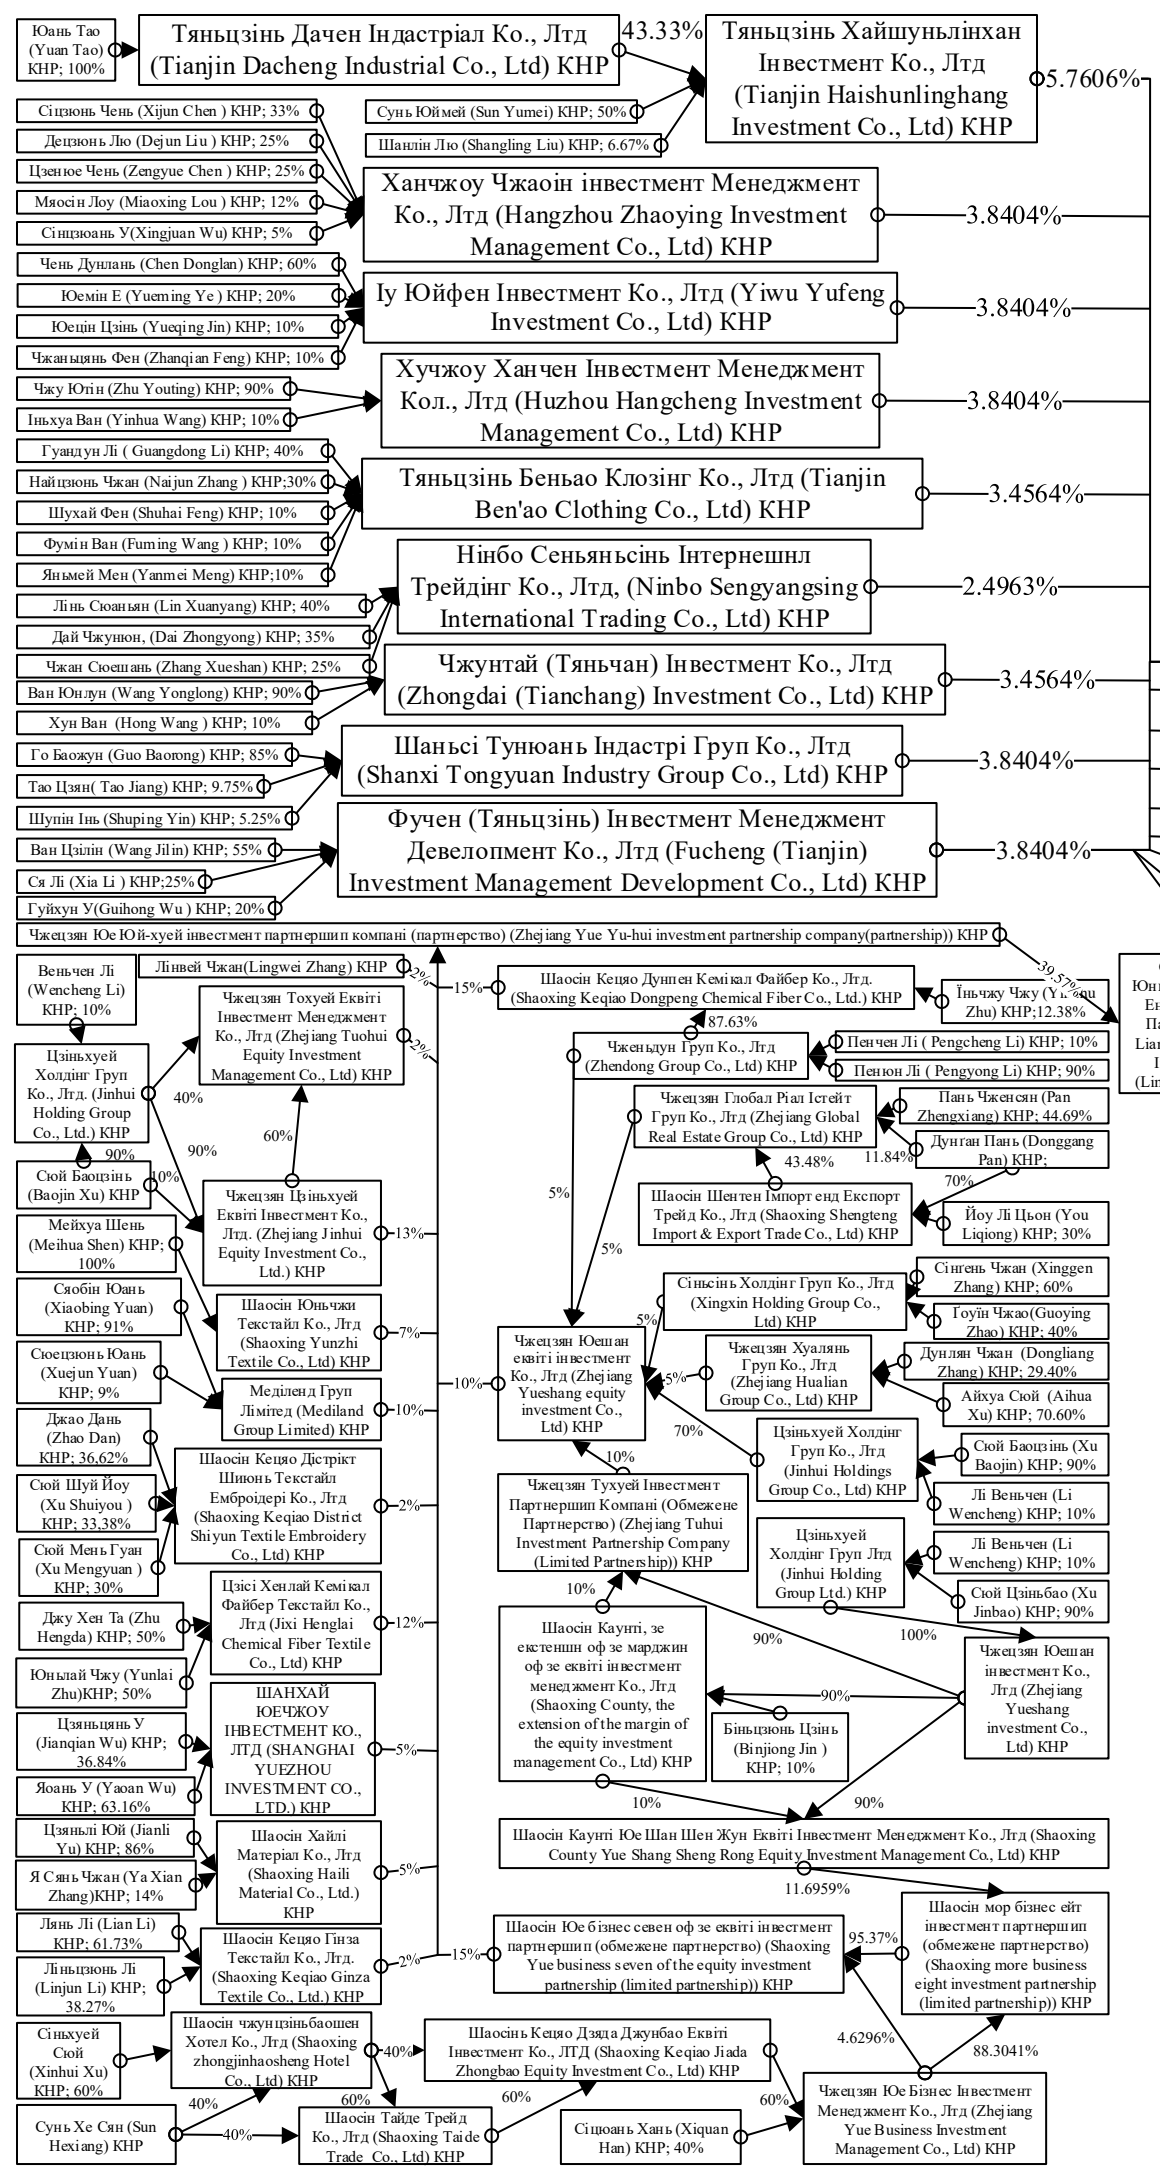 Юань Тао
(Yuan Tao)
КНР; 100%
Тяньцзінь Дачен Індастріал Ко., Лтд
(Tianjin Dacheng Industrial Co., Ltd) КНР
43.33%
Тяньцзінь Хайшуньлінхан
Інвестмент Ко., Лтд
(Tianjin Haishunlinghang
Investment Co., Ltd) КНР
5.7606%
Сіцзюнь Чень (Xijun Chen ) КНР; 33%
Децзюнь Лю (Dejun Liu ) КНР; 25%
Цзенюе Чень (Zengyue Chen ) КНР; 25%
Мяосін Лоу (Miaoxing Lou ) КНР; 12%
Сінцзюань У(Xingjuan Wu) КНР; 5%
Сунь Юймей (Sun Yumei) КНР; 50%
Шанлін Лю (Shangling Liu) КНР; 6.67%
Ханчжоу Чжаоін інвестмент Менеджмент
Ко., Лтд (Hangzhou Zhaoying Investment
Management Co., Ltd) КНР
3.8404%
Чень Дунлань (Chen Donglan) КНР; 60%
Юемін Е (Yueming Ye ) КНР; 20%
Юецін Цзінь (Yueqing Jin) КНР; 10%
Чжаньцянь Фен (Zhanqian Feng) КНР; 10%
Іу Юйфен Інвестмент Ко., Лтд (Yiwu Yufeng
Investment Co., Ltd) КНР
3.8404%
Чжу Ютін (Zhu Youting) КНР; 90%
Іньхуа Ван (Yinhua Wang) КНР; 10%
Хучжоу Ханчен Інвестмент Менеджмент
Кол., Лтд (Huzhou Hangcheng Investment
Management Co., Ltd) КНР
3.8404%
Гуандун Лі ( Guangdong Li) КНР; 40%
Найцзюнь Чжан (Naijun Zhang ) КНР;30%
Шухай Фен (Shuhai Feng) КНР; 10%
Фумін Ван (Fuming Wang ) КНР; 10%
Яньмей Мен (Yanmei Meng) КНР;10%
Тяньцзінь Беньао Клозінг Ко., Лтд (Tianjin
Ben'ao Clothing Co., Ltd) КНР
3.4564%
Лінь Сюаньян (Lin Xuanyang) КНР; 40%
Дай Чжунюн, (Dai Zhongyong) КНР; 35%
Чжан Сюешань (Zhang Xueshan) КНР; 25%
Нінбо Сеньяньсінь Інтернешнл
Трейдінг Ко., Лтд, (Ninbo Sengyangsing
International Trading Co., Ltd) КНР
2.4963%
Ван Юнлун (Wang Yonglong) КНР; 90%
Хун Ван (Hong Wang ) КНР; 10%
Чжунтай (Тяньчан) Інвестмент Ко., Лтд
(Zhongdai (Tianchang) Investment Co., Ltd) КНР
3.4564%
Го Баожун (Guo Baorong) КНР; 85%
Тао Цзян( Tao Jiang) КНР; 9.75%
Шупін Інь (Shuping Yin) КНР; 5.25%
Шаньсі Тунюань Індастрі Груп Ко., Лтд
(Shanxi Tongyuan Industry Group Co., Ltd) КНР
3.8404%
Ван Цзілін (Wang Jilin) КНР; 55%
Ся Лі (Xia Li ) КНР;25%
Гуйхун У(Guihong Wu ) КНР; 20%
Фучен (Тяньцзінь) Інвестмент Менеджмент
Девелопмент Ко., Лтд (Fucheng (Tianjin)
Investment Management Development Co., Ltd) КНР
3.8404%
Чжецзян Юе Юй-хуей інвестмент партнершип компані (партнерство) (Zhejiang Yue Yu-hui investment partnership company(partnership)) КНР
39.57%
Веньчен Лі
(Wencheng Li)
КНР; 10%
Лінвей Чжан(Lingwei Zhang) КНР
2%
15%
Шаосін Кецяо Дунпен Кемікал Файбер Ко., Лтд.
(Shaoxing Keqiao Dongpeng Chemical Fiber Co., Ltd.) КНР
Їньчжу Чжу
Zhu) КНР;12.38%
Чжецзян Тохуей Еквіті
Інвестмент Менеджмент
Ко., Лтд (Zhejiang Tuohui
Equity Investment
Management Co., Ltd) КНР
2%
87.63%
Чженьдун Груп Ко., Лтд
(Zhendong Group Co., Ltd) КНР
Пенчен Лі ( Pengcheng Li) КНР; 10%
Пенюн Лі ( Pengyong Li) КНР; 90%
Цзіньхуей
Холдінг Груп
Ко., Лтд. (Jinhui
Holding Group
Co., Ltd.) КНР
40%
90%
60%
Чжецзян Глобал Ріал Істейт
Груп Ко., Лтд (Zhejiang Global
Real Estate Group Co., Ltd) КНР
Пань Чженсян (Pan
Zhengxiang) КНР; 44.69%
11.84%
Дунґан Пань (Donggang
Pan) КНР;
43.48%
70%
90%
Сюй Баоцзінь
(Baojin Xu) КНР
10%
Чжецзян Цзіньхуей
Еквіті Інвестмент Ко.,
Лтд. (Zhejiang Jinhui
Equity Investment Co.,
Ltd.) КНР
13%
5%
5%
Шаосін Шентен Імпорт енд Експорт
Трейд Ко., Лтд (Shaoxing Shengteng
Import & Export Trade Co., Ltd) КНР
Йоу Лі Цьон (You
Liqiong) КНР; 30%
Мейхуа Шень
(Meihua Shen) КНР;
100%
Сяобін Юань
(Xiaobing Yuan)
КНР; 91%
Шаосін Юньчжи
Текстайл Ко., Лтд
(Shaoxing Yunzhi
Textile Co., Ltd) КНР
7%
5%
Сіньсінь Холдінг Груп Ко., Лтд
(Xingxin Holding Group Co.,
Ltd) КНР
Сінгень Чжан (Xinggen
Zhang) КНР; 60%
Ґоуїн Чжао(Guoying
Zhao) КНР; 40%
Сюецзюнь Юань
(Xuejun Yuan)
КНР; 9%
Меділенд Груп
Лімітед (Mediland
Group Limited) КНР
10%
10%
Чжецзян Юешан
еквіті інвестмент
Ко., Лтд (Zhejiang
Yueshang equity
investment Co.,
Ltd) КНР
5%
Чжецзян Хуалянь
Груп Ко., Лтд
(Zhejiang Hualian
Group Co., Ltd) КНР
Дунлян Чжан (Dongliang
Zhang) КНР; 29.40%
Айхуа Сюй (Aihua
Xu) КНР; 70.60%
70%
Цзіньхуей Холдінг
Груп Ко., Лтд
(Jinhui Holdings
Group Co., Ltd) КНР
Сюй Баоцзінь (Xu
Baojin) КНР; 90%
Лі Веньчен (Li
Wencheng) КНР; 10%
Джао Дань
(Zhao Dan)
КНР; 36,62%
Сюй Шуй Йоу
(Xu Shuiyou )
КНР; 33,38%
Сюй Мень Гуан
(Xu Mengyuan )
КНР; 30%
Шаосін Кецяо Дістрікт
Шиюнь Текстайл
Емброідері Ко., Лтд
(Shaoxing Keqiao District
Shiyun Textile Embroidery
Co., Ltd) КНР
2%
10%
Чжецзян Тухуей Інвестмент
Партнершип Компані (Обмежене
Партнерство) (Zhejiang Tuhui
Investment Partnership Company
(Limited Partnership)) КНР
Цзіньхуей
Холдінг Груп Лтд
(Jinhui Holding
Group Ltd.) КНР
Лі Веньчен (Li
Wencheng) КНР; 10%
Сюй Цзіньбао (Xu
Jinbao) КНР; 90%
Джу Хен Та (Zhu
Hengda) КНР; 50%
Юньлай Чжу (Yunlai
Zhu)КНР; 50%
Цзісі Хенлай Кемікал
Файбер Текстайл Ко.,
Лтд (Jixi Henglai
Chemical Fiber Textile
Co., Ltd) КНР
12%
10%
90%
100%
Шаосін Каунті, зе
екстеншн оф зе марджин
оф зе еквіті інвестмент
менеджмент Ко., Лтд
(Shaoxing County, the
extension of the margin of
the equity investment
management Co., Ltd) КНР
90%
Біньцзюнь Цзінь
(Binjiong Jin )
КНР; 10%
Чжецзян Юешан
інвестмент Ко.,
Лтд (Zhejiang
Yueshang
investment Co.,
Ltd) КНР
Цзяньцянь У
(Jianqian Wu) КНР;
36.84%
Яоань У (Yaoan Wu)
КНР; 63.16%
ШАНХАЙ
ЮЕЧЖОУ
ІНВЕСТМЕНТ КО.,
ЛТД (SHANGHAI
YUEZHOU
INVESTMENT CO.,
LTD.) КНР
5%
10%
90%
Цзяньлі Юй (Jianli
Yu) КНР; 86%
Я Сянь Чжан (Ya Xian
Zhang)КНР; 14%
Шаосін Хайлі
Матеріал Ко., Лтд
(Shaoxing Haili
Material Co., Ltd.)
КНР
5%
Шаосін Каунті Юе Шан Шен Жун Еквіті Інвестмент Менеджмент Ко., Лтд (Shaoxing
County Yue Shang Sheng Rong Equity Investment Management Co., Ltd) КНР
11.6959%
Лянь Лі (Lian Li)
КНР; 61.73%
Ліньцзюнь Лі
(Linjun Li) КНР;
38.27%
Шаосін Кецяо Гінза
Текстайл Ко., Лтд.
(Shaoxing Keqiao Ginza
Textile Co., Ltd.) КНР
2%
15%
Шаосін Юе бізнес севен оф зе еквіті інвестмент
партнершип (обмежене партнерство) (Shaoxing
Yue business seven of the equity investment
partnership (limited partnership)) КНР
95.37%
Шаосін мор бізнес ейт
інвестмент партнершип
(обмежене партнерство)
(Shaoxing more business
eight investment partnership
(limited partnership)) КНР
4.6296%
88.3041%
Сіньхуей
Сюй
(Xinhui Xu)
КНР; 60%
Шаосін чжунцзіньбаошен
Хотел Ко., Лтд (Shaoxing
zhongjinhaosheng Hotel
Co., Ltd) КНР
40%
Шаосінь Кецяо Дзяда Джунбао Еквіті
Інвестмент Ко., ЛТД (Shaoxing Keqiao Jiada
Zhongbao Equity Investment Co., Ltd) КНР
60%
Чжецзян Юе Бізнес Інвестмент
Менеджмент Ко., Лтд (Zhejiang
Yue Business Investment
Management Co., Ltd) КНР
40%
60%
60%
Сунь Хе Сян (Sun
Hexiang) КНР
40%
Шаосін Тайде Трейд
Ко., Лтд (Shaoxing Taide
Trade Co., Ltd) КНР
Сіцюань Хань (Xiquan
Han) КНР; 40%